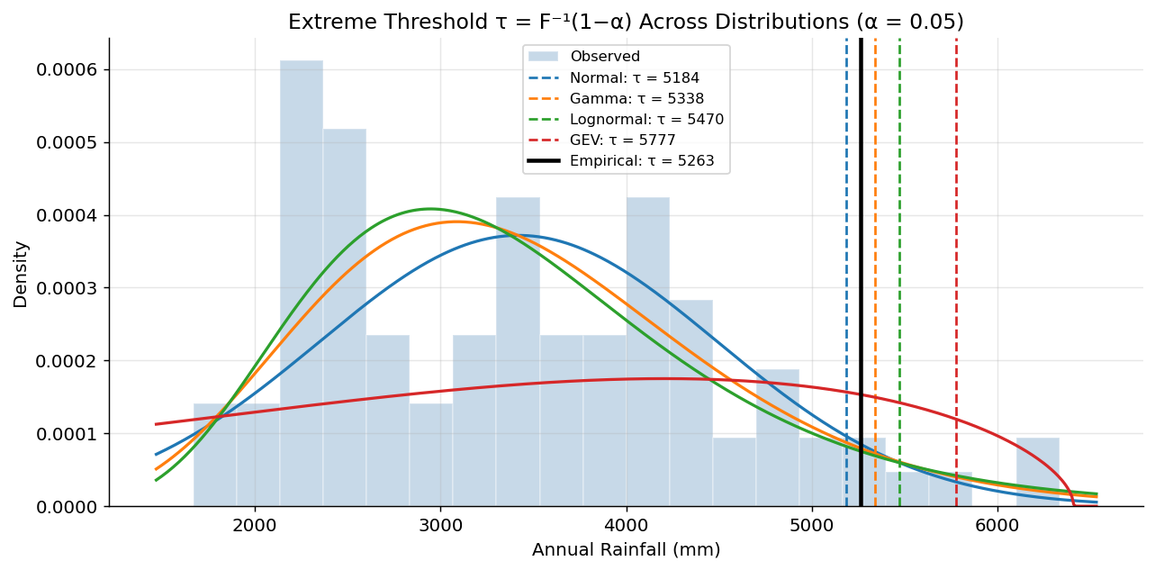 Extreme Threshold τ = F⁻¹(1−α) Across Distributions (α = 0.05)
Observed
Normal: τ = 5184
Gamma: τ = 5338
Lognormal: τ = 5470
GEV: τ = 5777
Empirical: τ = 5263
Density
0.0006
0.0005
0.0004
0.0003
0.0002
0.0001
0.0000
2000 3000 4000 5000 6000
Annual Rainfall (mm)